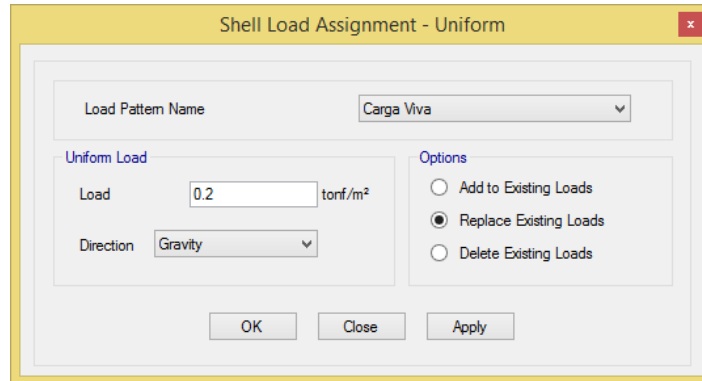 Shell Load Assignment - Uniform
x
Load Pattern Name
Carga Viva
Uniform Load
Load
0.2
tonf/m²
Direction
Gravity
Options
Add to Existing Loads
Replace Existing Loads
Delete Existing Loads
OK
Close
Apply